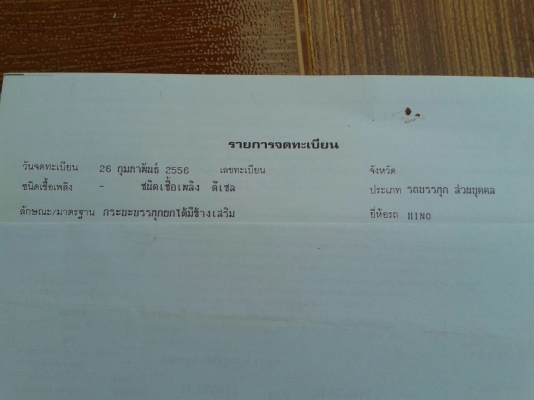 รายการจดทะเบียน
วันจดทะเบียน 26 กุมภาพันธ์ 2556 เลขทะเบียน จังหวัด
ชนิดเชื้อเพลิง - ชนิดเชื้อเพลิง ดีเซล ประเภท รถบรรทุก ส่วนบุคคล
ลักษณะ/มาตรฐาน กระบะบรรทุกยกได้มีข้างเสริม ยี่ห้อรถ HINO